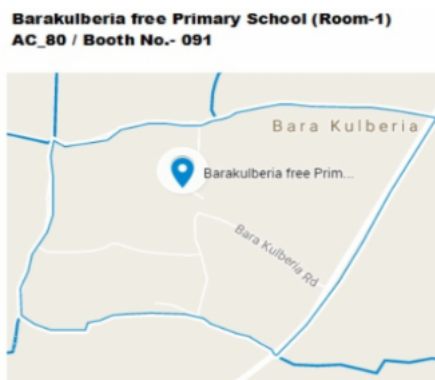 Barakulberia free Primary School (Room-1)
AC_80 / Booth No.- 091
Bara Kulberia
Barakulberia free Prim...
Bara Kulberia Rd